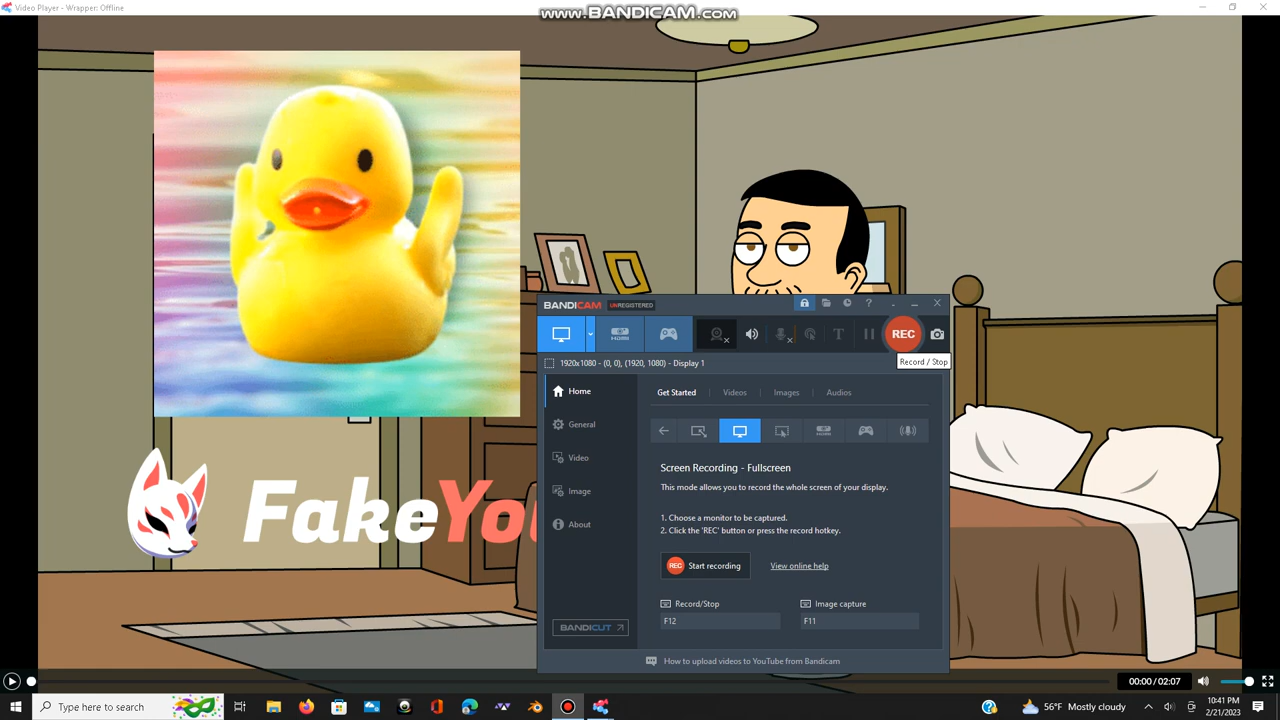 Video Player - Wrapper: Offline
www.BANDICAM.com
BANDICAM UNREGISTERED
HDMI
T
REC
Record / Stop
1920x1080 - (0, 0), (1920, 1080) - Display 1
Home
General
Video
Image
About
BANDICUT
Get Started
Videos
Images
Audios
Screen Recording - Fullscreen
This mode allows you to record the whole screen of your display.
1. Choose a monitor to be captured.
2. Click the 'REC' button or press the record hotkey.
REC Start recording
View online help
Record/Stop
Image capture
F12
F11
How to upload videos to YouTube from Bandicam
FakeYo
00:00 / 02:07
Type here to search
56°F Mostly cloudy
10:41 PM
2/21/2023